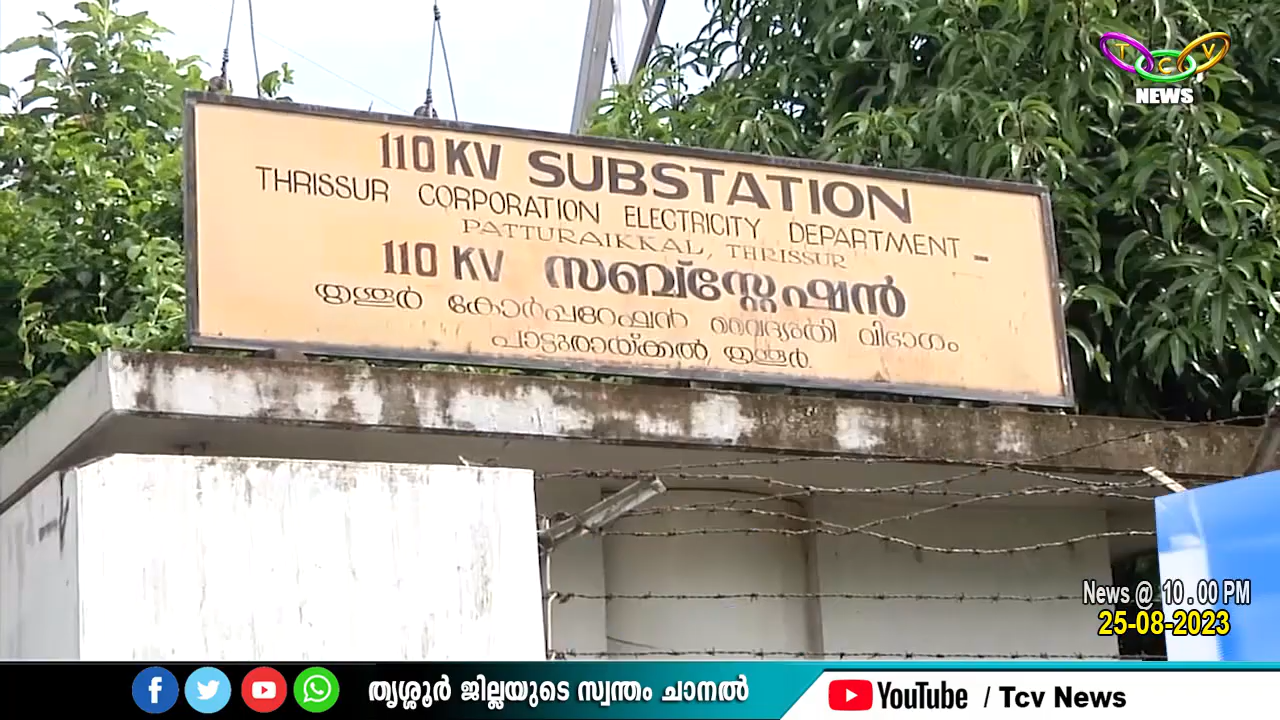 T C V
NEWS
110 KV SUBSTATION
THRISSUR CORPORATION ELECTRICITY DEPARTMENT -
PATTURAIKKAL, THRISSUR
110 KV സബ്സ്റ്റേഷൻ
തൃശ്ശൂർ കോർപ്പറേഷൻ വൈദ്യുതി വിഭാഗം
പാട്ടുരായ്ക്കൽ, തൃശ്ശൂർ.
News @ 10.00 PM
25-08-2023
തൃശ്ശൂർ ജില്ലയുടെ സ്വന്തം ചാനൽ
YouTube / Tcv News